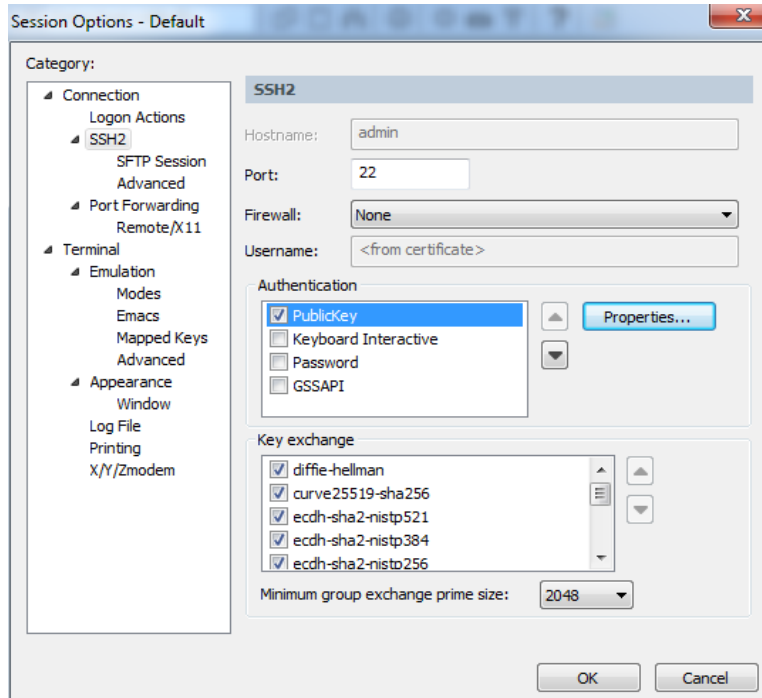 Session Options - Default
Category:
Connection
Logon Actions
SSH2
SFTP Session
Advanced
Port Forwarding
Remote/X11
Terminal
Emulation
Modes
Emacs
Mapped Keys
Advanced
Appearance
Window
Log File
Printing
X/Y/Zmodem
SSH2
Hostname: admin
Port: 22
Firewall: None
Username: <from certificate>
Authentication
PublicKey
Keyboard Interactive
Password
GSSAPI
Properties...
Key exchange
diffie-hellman
curve25519-sha256
ecdh-sha2-nistp521
ecdh-sha2-nistp384
ecdh-sha2-nistp256
Minimum group exchange prime size: 2048
OK Cancel